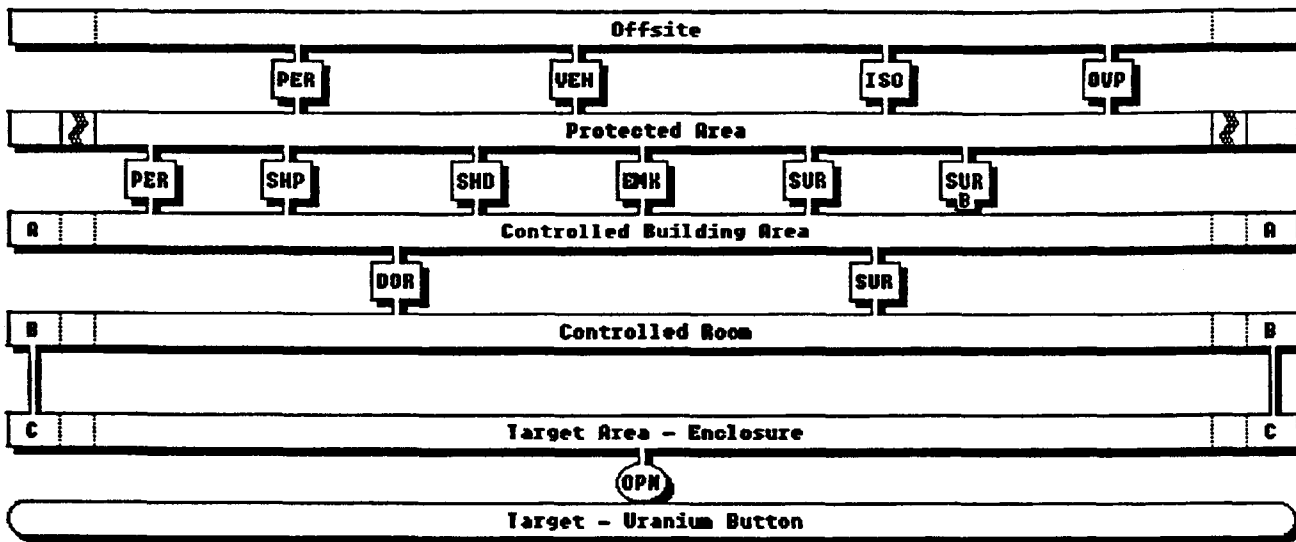 Offsite
PER VEH ISO OVP
Protected Area
PER SHP SHD EMX SUR SUR
B
A Controlled Building Area A
DOR SUR
B Controlled Room B
C Target Area - Enclosure C
OPN
Target - Uranium Button